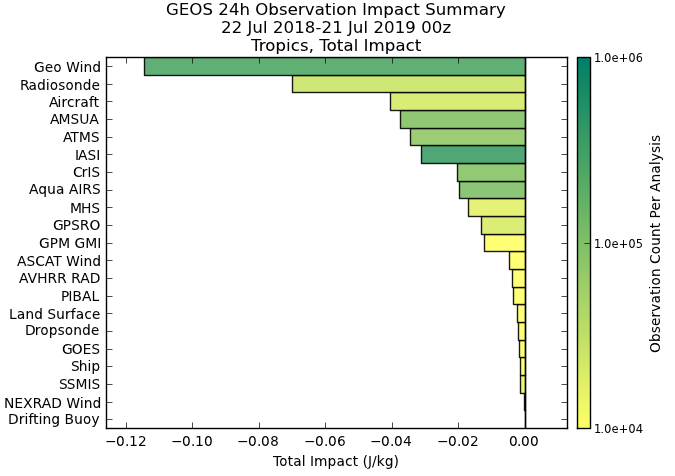 GEOS 24h Observation Impact Summary
22 Jul 2018-21 Jul 2019 00z
Tropics, Total Impact
Geo Wind
Radiosonde
Aircraft
AMSUA
ATMS
IASI
CrIS
Aqua AIRS
MHS
GPSRO
GPM GMI
ASCAT Wind
AVHRR RAD
PIBAL
Land Surface
Dropsonde
GOES
Ship
SSMIS
NEXRAD Wind
Drifting Buoy
−0.12 −0.10 −0.08 −0.06 −0.04 −0.02 0.00
Total Impact (J/kg)
1.0e+06
1.0e+05
1.0e+04
Observation Count Per Analysis